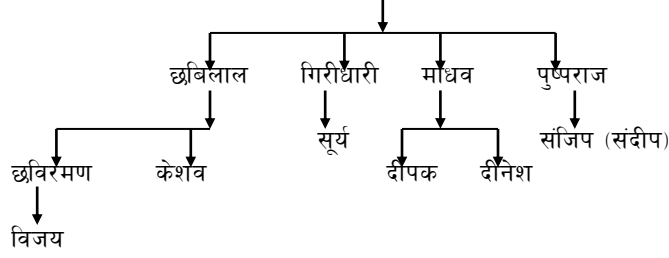 छबिलाल गिरीधारी माधव पुष्पराज
सूर्य संजिप (संदीप)
छविरमण केशव दीपक दीनेश
विजय